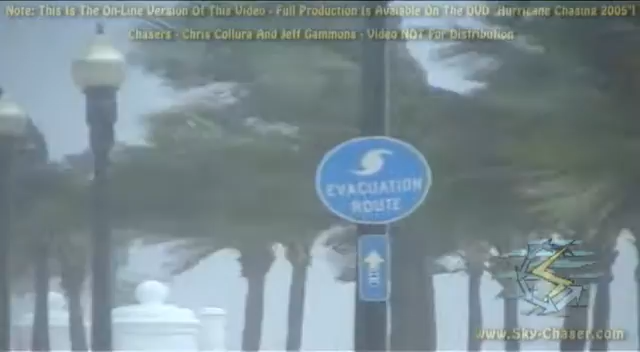 Note: This Is The On-Line Version Of This Video - Full Production Is Avaiable On The DVD "Hurricane Chasing 2005"!
Chasers - Chris Collura And Jeff Gammons - Video NOT For Distribution
EVACUATION
ROUTE
www.Sky-Chaser.com